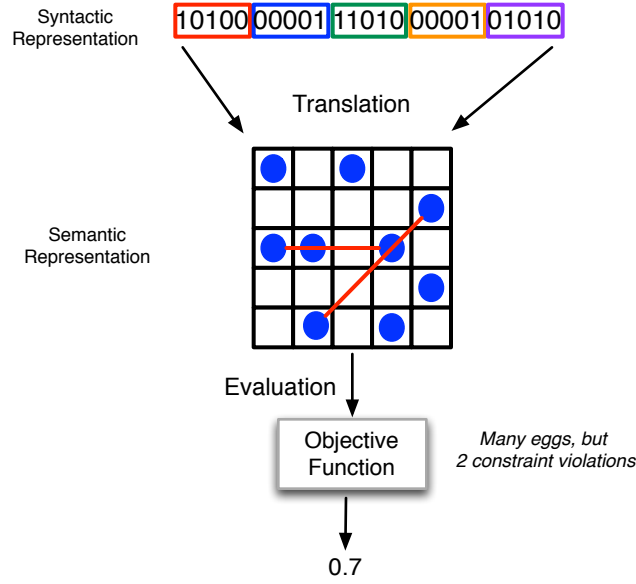 Syntactic
Representation
10100 00001 11010 00001 01010
Translation
Semantic
Representation
Evaluation
Objective
Function
Many eggs, but
2 constraint violations
0.7